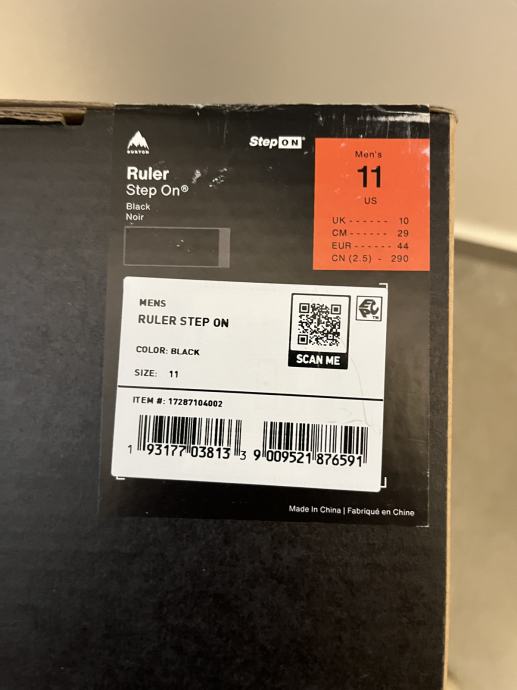 BURTON
Step ON®
Ruler
Step On®
Black
Noir
Men's
11
US
UK ------ 10
CM ------ 29
EUR ------ 44
CN (2.5) - 290
MENS
RULER STEP ON
COLOR: BLACK
SIZE: 11
SCAN ME
EPC™
ITEM #: 17287104002
1 93177 03813 3
9 009521 876591
Made In China | Fabriqué en Chine